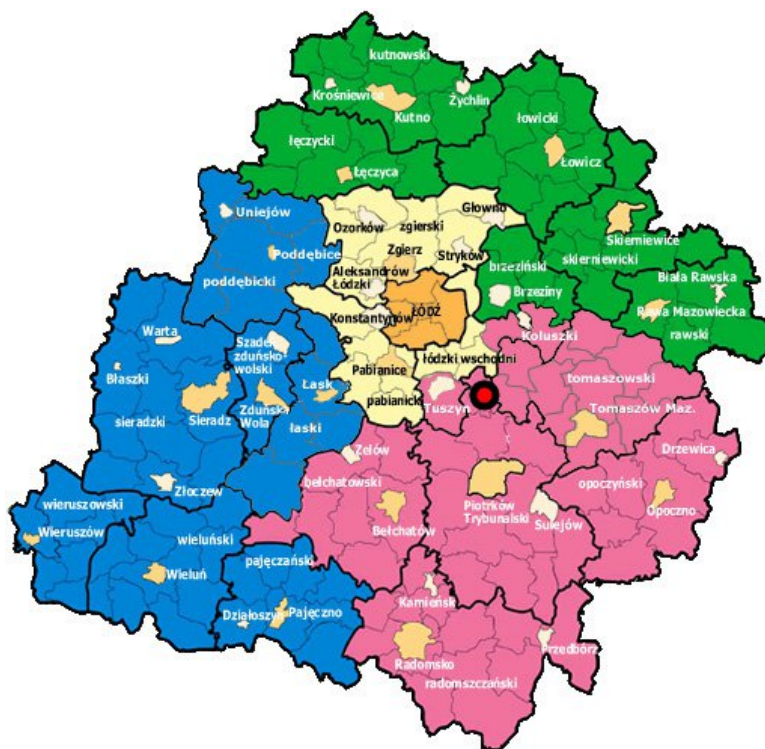 kutnowski
Krośniewice
Kutno
Żychlin
łowicki
łęczycki
Łowicz
Łęczyca
Uniejów
Głowno
Ozorków
zgierski
Skierniewice
Zgierz
Stryków
Poddębice
brzeziński
skierniewicki
Aleksandrów
Łódzki
Biała Rawska
poddębicki
Brzeziny
ŁÓDŹ
Rawa Mazowiecka
Konstantynów
Warta
Koluszki
rawski
Szadek
zduńsko-
wolski
łódzki wschodni
Błaszki
Pabianice
tomaszowski
Łask
pabianicki
Tuszyn
Sieradz
Zduńska
Wola
Tomaszów Maz.
sieradzki
łaski
Drzewica
Zelów
bełchatowski
opoczyński
Złoczew
wieruszowski
Piotrków
Trybunalski
Sulejów
Opoczno
Wieruszów
Bełchatów
wieluński
pajęczański
Wieluń
Kamieńsk
Działoszyn
Pajęczno
Przedbórz
Radomsko
radomszczański